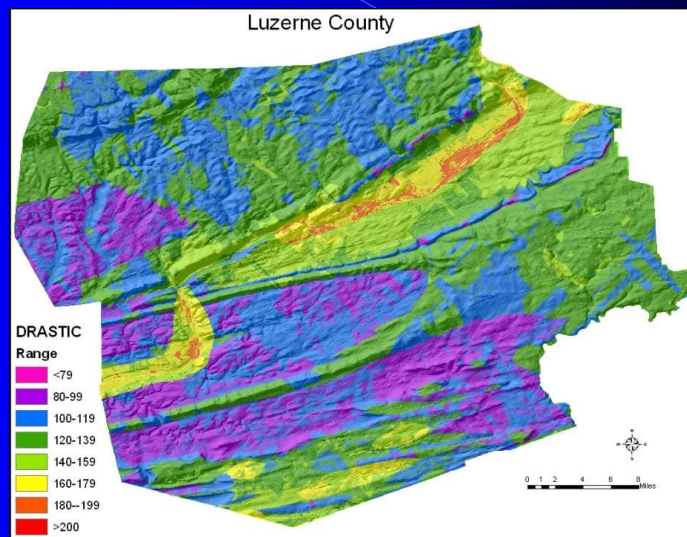 Luzerne County
DRASTIC
Range
<79
80-99
100-119
120-139
140-159
160-179
180--199
>200
0 1 2 4 6 8
Miles